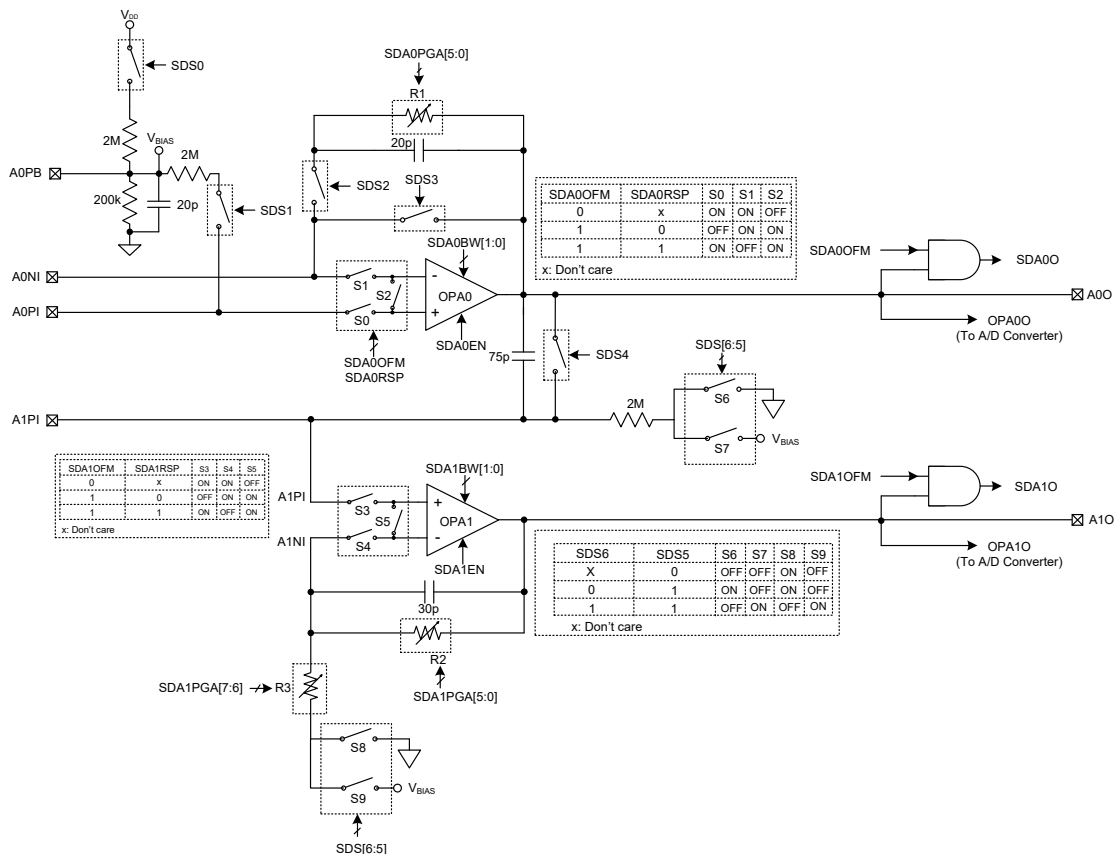 VDD
SDS0
SDA0PGA[5:0]
R1
2M
VBIAS
2M
20p
A0PB
200k
20p
SDS1
SDS2
SDS3
SDA0OFM SDA0RSP S0 S1 S2
0 x ON ON OFF
1 0 OFF ON ON
1 1 ON OFF ON
x: Don't care
SDA0BW[1:0]
SDA0OFM
SDA0O
A0NI
S1
S2
-
OPA0
A0O
A0PI
S0
+
SDA0EN
OPA0O
(To A/D Converter)
SDA0OFM
SDA0RSP
75p
SDS4
SDS[6:5]
A1PI
2M
S6
S7
VBIAS
SDA1OFM SDA1RSP S3 S4 S5
0 x ON ON OFF
1 0 OFF ON ON
1 1 ON OFF ON
x: Don't care
SDA1BW[1:0]
SDA1OFM
SDA1O
A1PI
S3
+
S5
OPA1
A1O
A1NI
S4
-
SDA1EN
OPA1O
(To A/D Converter)
SDS6 SDS5 S6 S7 S8 S9
X 0 OFF OFF ON OFF
0 1 ON OFF ON OFF
1 1 OFF ON OFF ON
x: Don't care
30p
R2
SDA1PGA[5:0]
SDA1PGA[7:6]
R3
S8
S9
VBIAS
SDS[6:5]